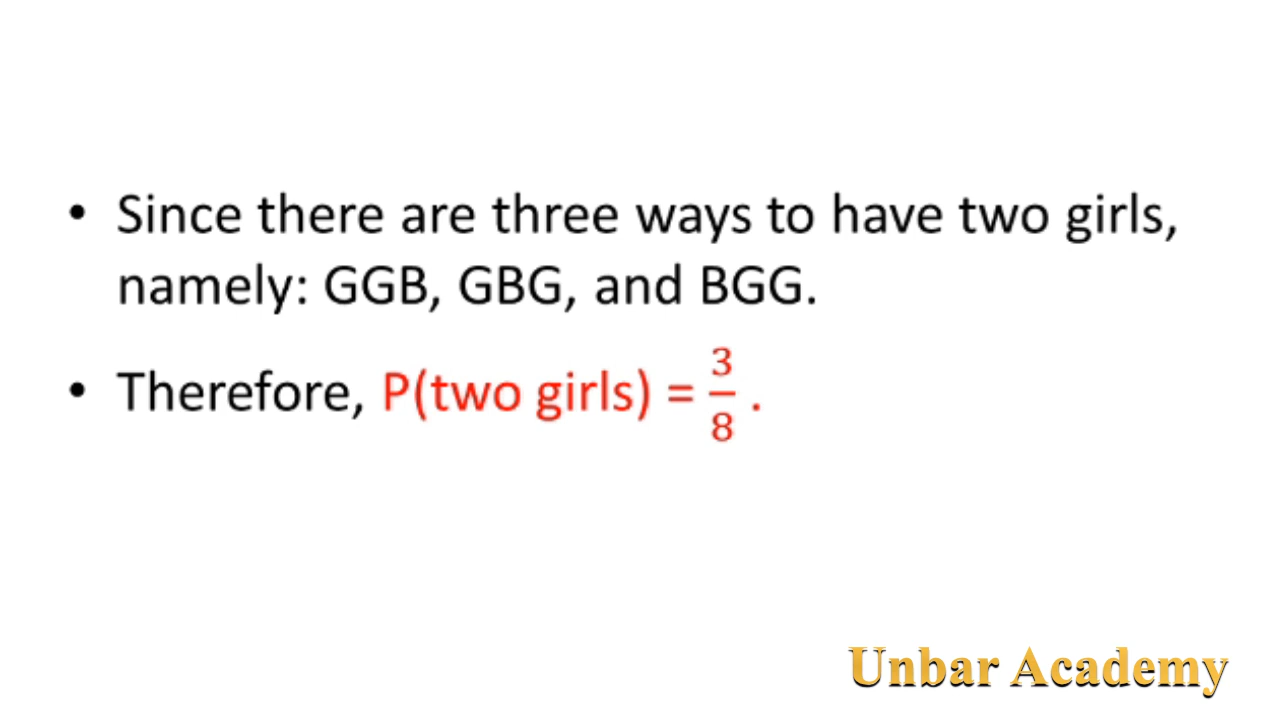 • Since there are three ways to have two girls,
namely: GGB, GBG, and BGG.
• Therefore, P(two girls) = 3/8 .
Unbar Academy